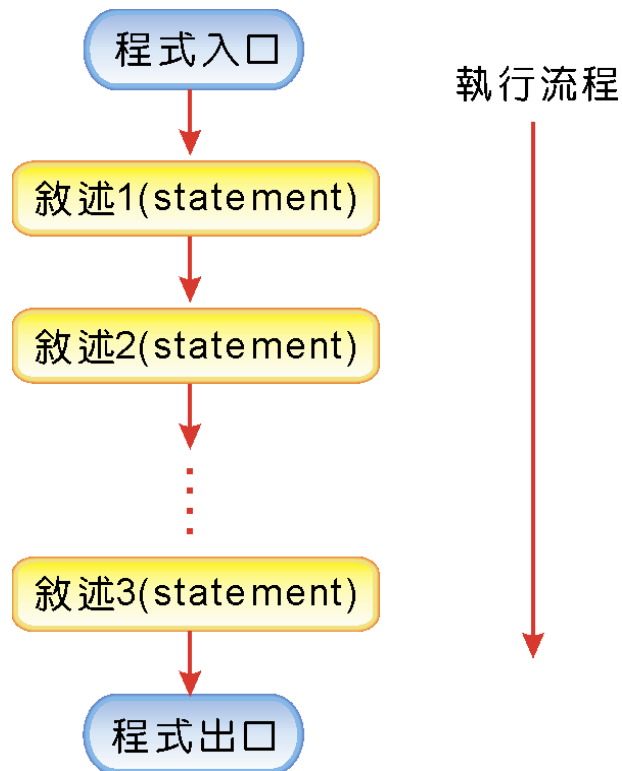 程式入口
執行流程
敘述1(statement)
敘述2(statement)
敘述3(statement)
程式出口